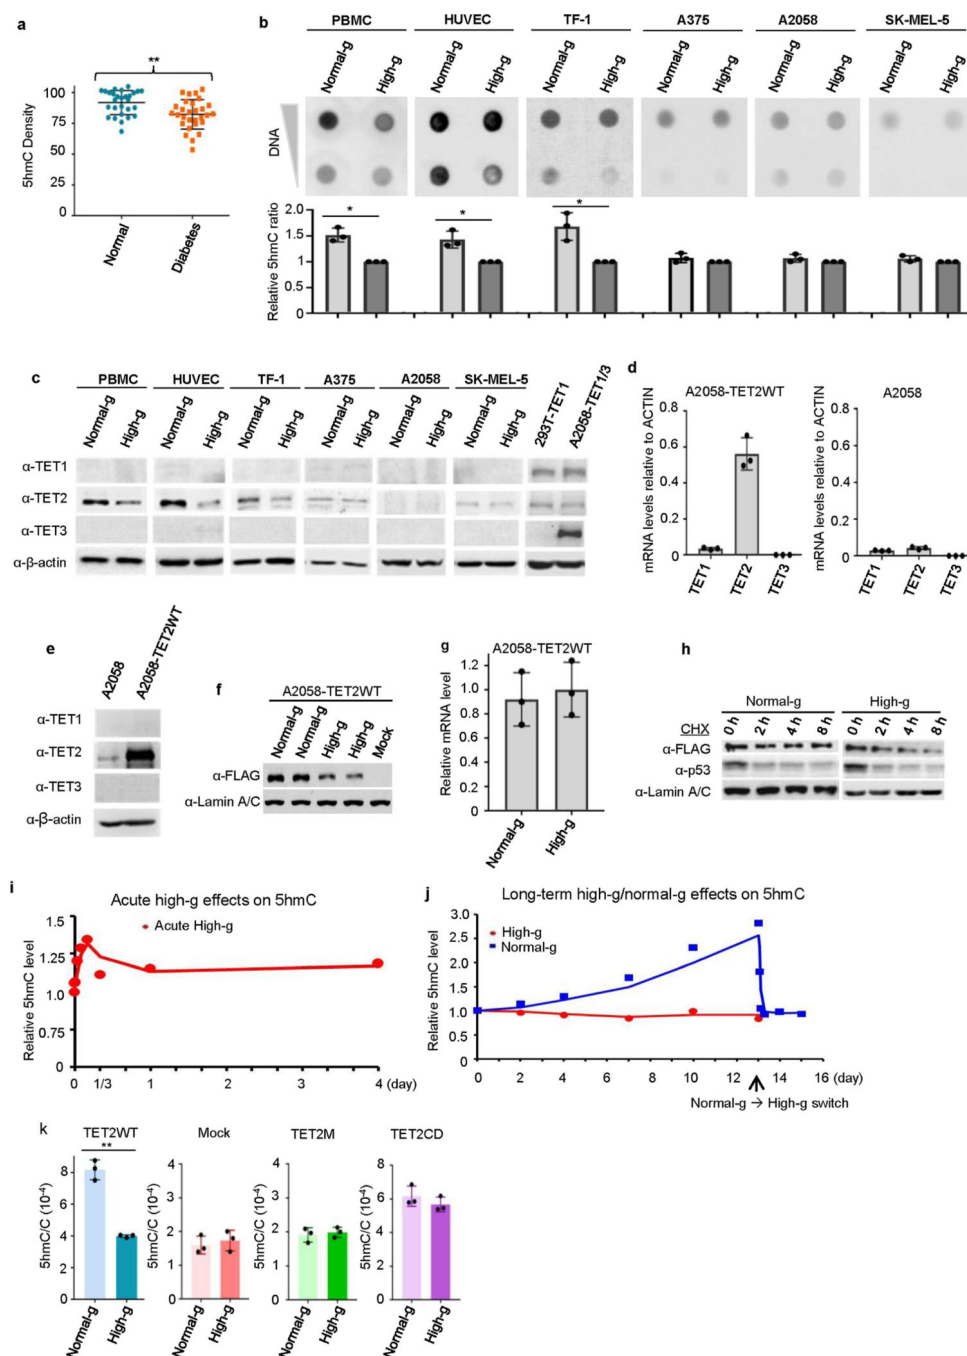 a
**
5hmC Density
100
75
50
25
0
Normal
Diabetes
b
PBMC HUVEC TF-1 A375 A2058 SK-MEL-5
Normal-g High-g Normal-g High-g Normal-g High-g Normal-g High-g Normal-g High-g Normal-g High-g
DNA
Relative 5hmC ratio
2.0
1.5
1.0
0.5
0
* * *
Normal-g High-g Normal-g High-g Normal-g High-g Normal-g High-g Normal-g High-g Normal-g High-g
c
PBMC HUVEC TF-1 A375 A2058 SK-MEL-5
Normal-g High-g Normal-g High-g Normal-g High-g Normal-g High-g Normal-g High-g Normal-g High-g 293T-TET1 A2058-TET1/3
α-TET1
α-TET2
α-TET3
α-β-actin
d
A2058-TET2WT
mRNA levels relative to ACTIN
0.8
0.6
0.4
0.2
0
TET1 TET2 TET3
A2058
mRNA levels relative to ACTIN
0.8
0.6
0.4
0.2
0
TET1 TET2 TET3
e
A2058 A2058-TET2WT
α-TET1
α-TET2
α-TET3
α-β-actin
f
A2058-TET2WT
Normal-g Normal-g High-g High-g Mock
α-FLAG
α-Lamin A/C
g
A2058-TET2WT
Relative mRNA level
1.2
1.0
0.8
0.6
0.4
0.2
0
Normal-g High-g
h
Normal-g High-g
CHX 0 h 2 h 4 h 8 h 0 h 2 h 4 h 8 h
α-FLAG
α-p53
α-Lamin A/C
i
Acute high-g effects on 5hmC
Acute High-g
Relative 5hmC level
1.5
1.25
1.0
0.75
0
0 1/3 1 2 3 4 (day)
j
Long-term high-g/normal-g effects on 5hmC
High-g
Normal-g
Relative 5hmC level
3.0
2.5
2.0
1.5
1.0
0.5
0
0 2 4 6 8 10 12 14 16 (day)
Normal-g → High-g switch
k
TET2WT
**
5hmC/C (10-4)
8
6
4
2
0
Normal-g High-g
Mock
5hmC/C (10-4)
4
3
2
1
0
Normal-g High-g
TET2M
5hmC/C (10-4)
4
3
2
1
0
Normal-g High-g
TET2CD
5hmC/C (10-4)
8
6
4
2
0
Normal-g High-g